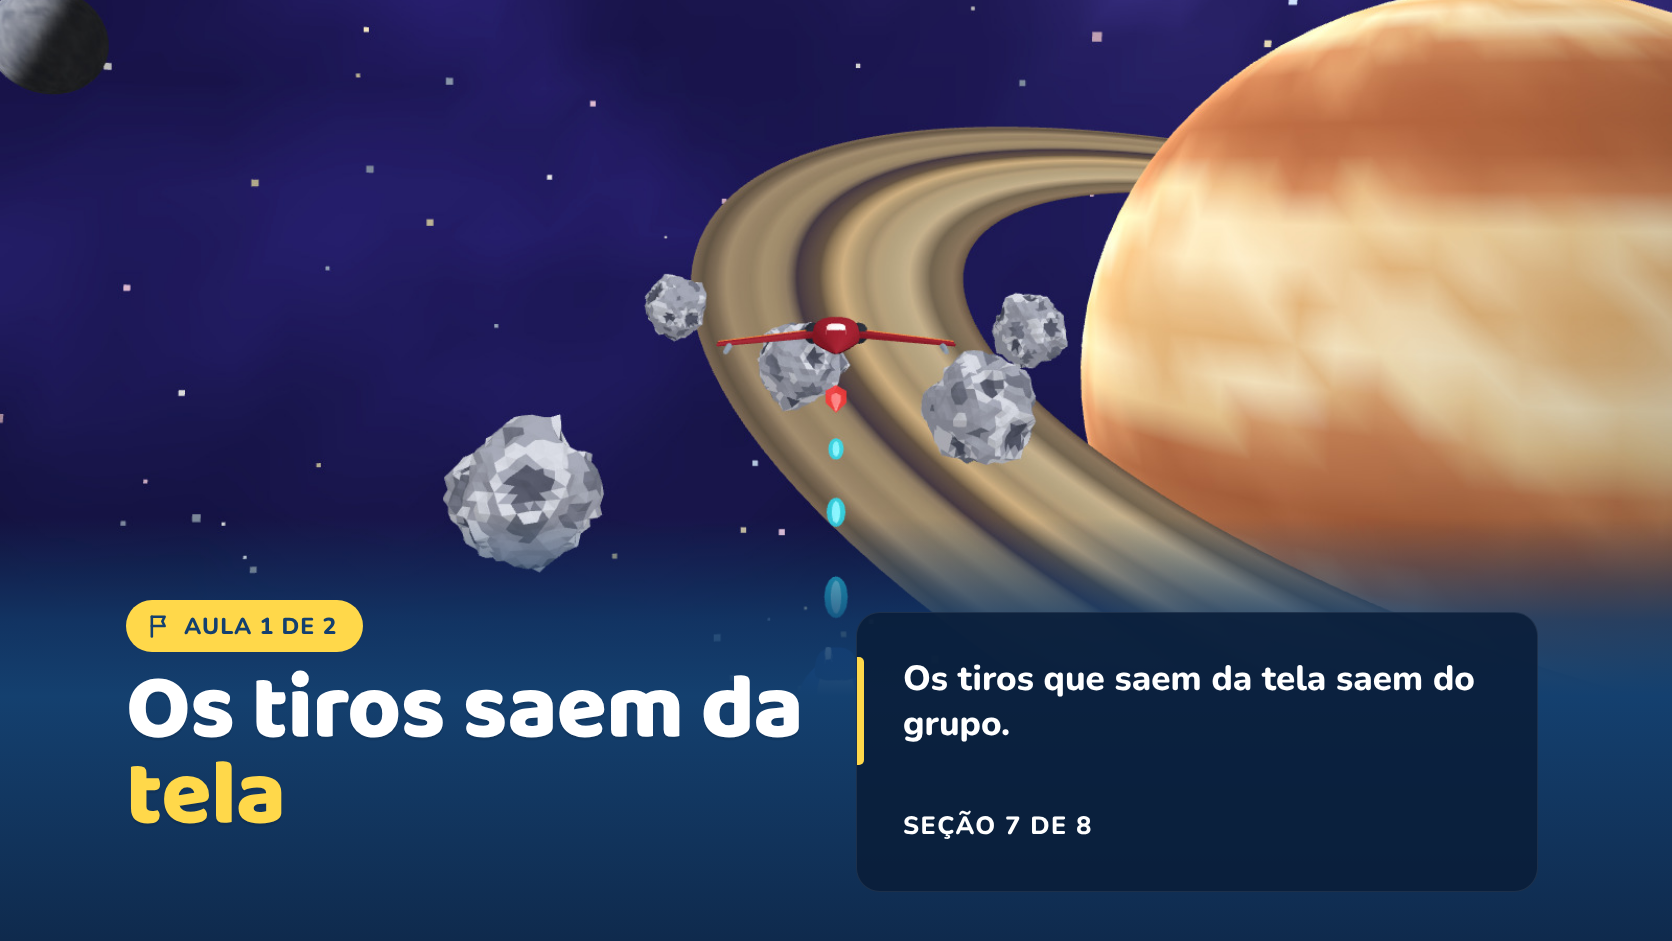 AULA 1 DE 2
Os tiros saem da
tela
Os tiros que saem da tela saem do
grupo.
SEÇÃO 7 DE 8